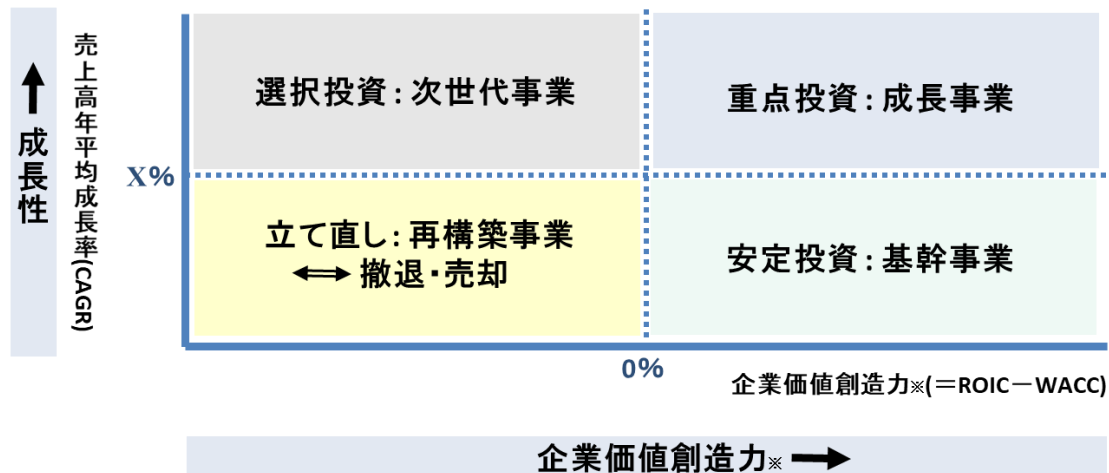 ↑成長性
売上高年平均成長率(CAGR)
選択投資：次世代事業
重点投資：成長事業
X%
立て直し：再構築事業
⇔ 撤退・売却
安定投資：基幹事業
0%
企業価値創造力※(＝ROIC－WACC)
企業価値創造力※ →